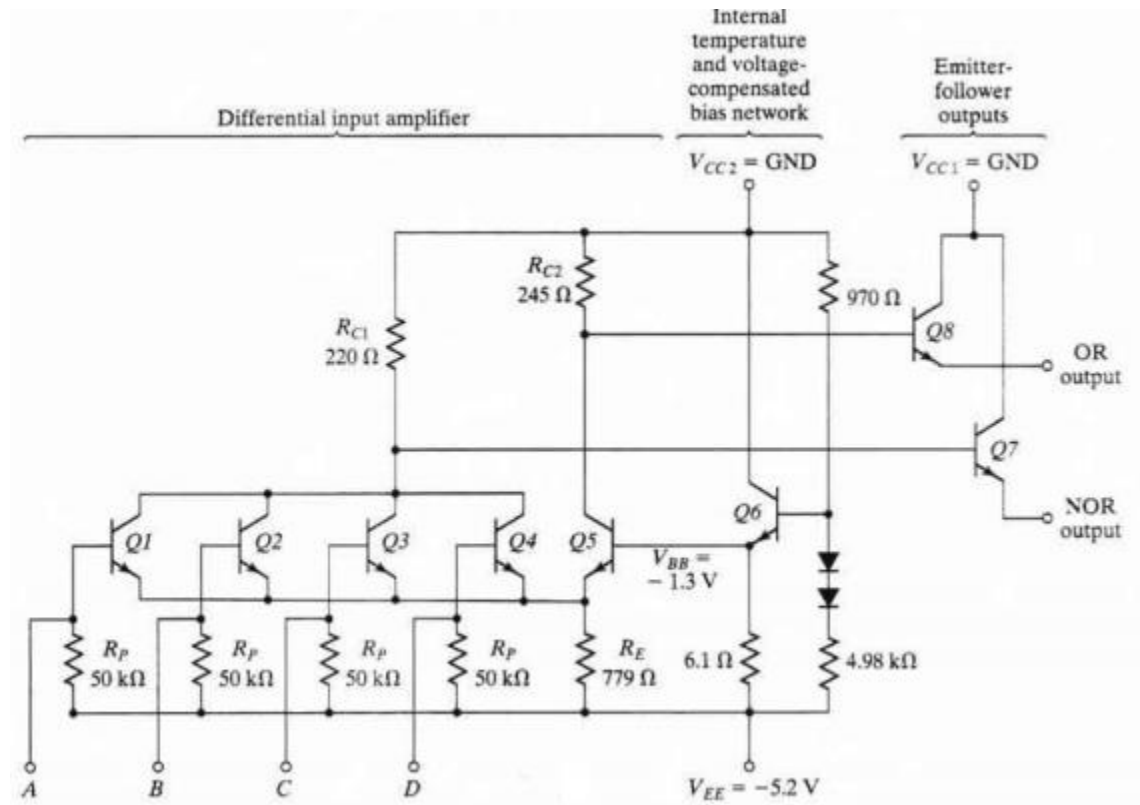 Internal
temperature
and voltage-
compensated
bias network
Emitter-
follower
outputs
Differential input amplifier
V_CC2 = GND
V_CC1 = GND
R_C2
245 Ω
970 Ω
R_C1
220 Ω
Q8
OR
output
Q7
NOR
output
Q1
Q2
Q3
Q4
Q5
Q6
V_BB =
− 1.3 V
R_P
50 kΩ
R_P
50 kΩ
R_P
50 kΩ
R_P
50 kΩ
R_E
779 Ω
6.1 Ω
4.98 kΩ
A
B
C
D
V_EE = −5.2 V